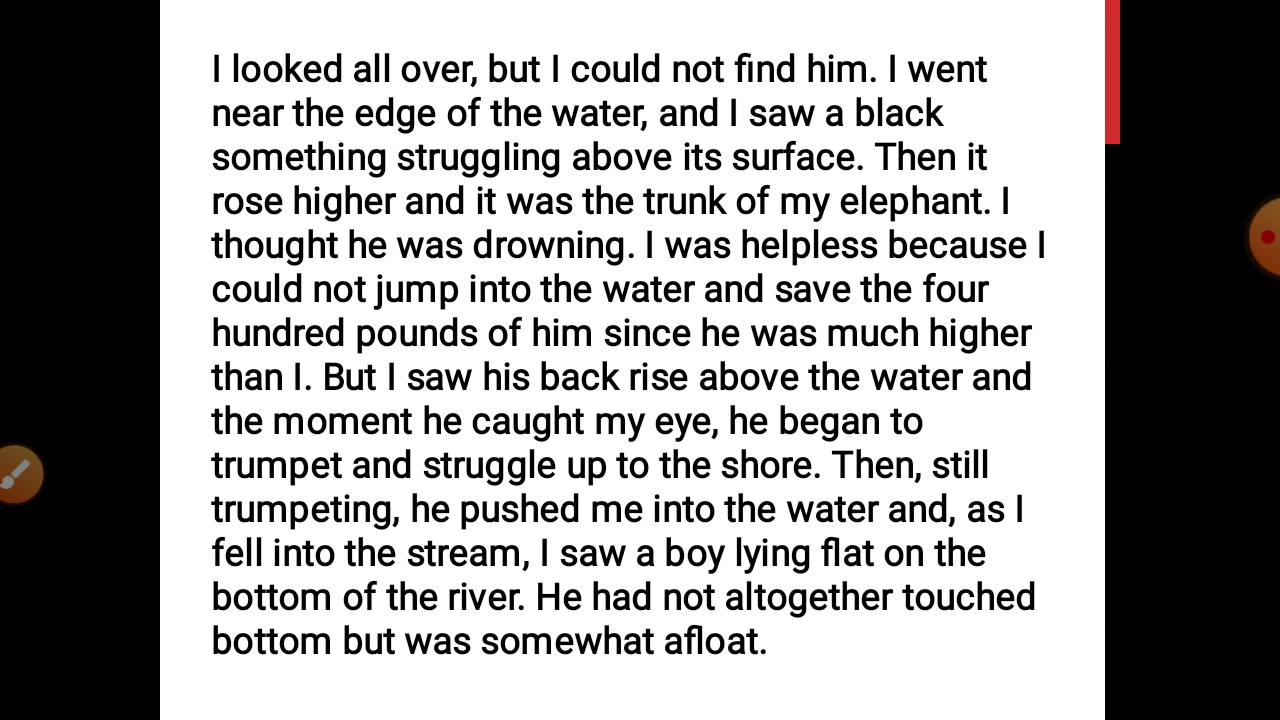 I looked all over, but I could not find him. I went
near the edge of the water, and I saw a black
something struggling above its surface. Then it
rose higher and it was the trunk of my elephant. I
thought he was drowning. I was helpless because I
could not jump into the water and save the four
hundred pounds of him since he was much higher
than I. But I saw his back rise above the water and
the moment he caught my eye, he began to
trumpet and struggle up to the shore. Then, still
trumpeting, he pushed me into the water and, as I
fell into the stream, I saw a boy lying flat on the
bottom of the river. He had not altogether touched
bottom but was somewhat afloat.